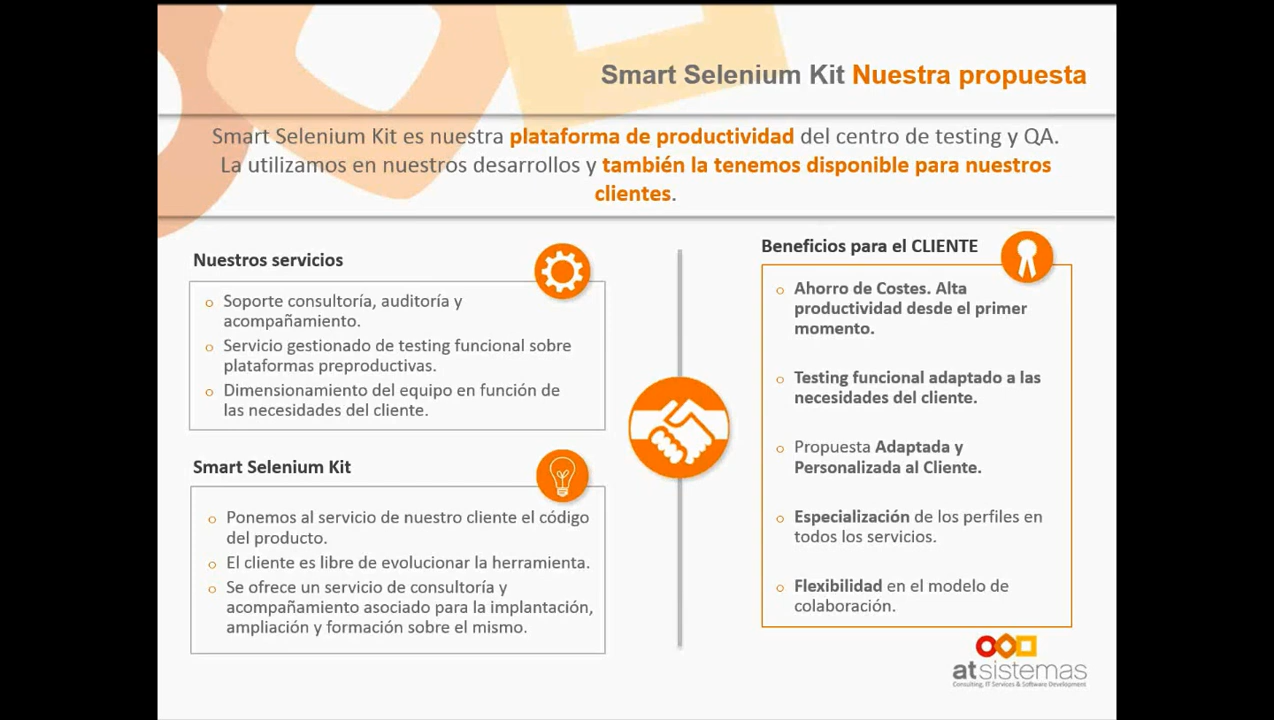 Smart Selenium Kit Nuestra propuesta
Smart Selenium Kit es nuestra plataforma de productividad del centro de testing y QA.
La utilizamos en nuestros desarrollos y también la tenemos disponible para nuestros
clientes.
Nuestros servicios
Soporte consultoría, auditoría y
acompañamiento.
Servicio gestionado de testing funcional sobre
plataformas preproductivas.
Dimensionamiento del equipo en función de
las necesidades del cliente.
Smart Selenium Kit
Ponemos al servicio de nuestro cliente el código
del producto.
El cliente es libre de evolucionar la herramienta.
Se ofrece un servicio de consultoría y
acompañamiento asociado para la implantación,
ampliación y formación sobre el mismo.
Beneficios para el CLIENTE
Ahorro de Costes. Alta
productividad desde el primer
momento.
Testing funcional adaptado a las
necesidades del cliente.
Propuesta Adaptada y
Personalizada al Cliente.
Especialización de los perfiles en
todos los servicios.
Flexibilidad en el modelo de
colaboración.
atsistemas
Consulting, IT Services & Software Development